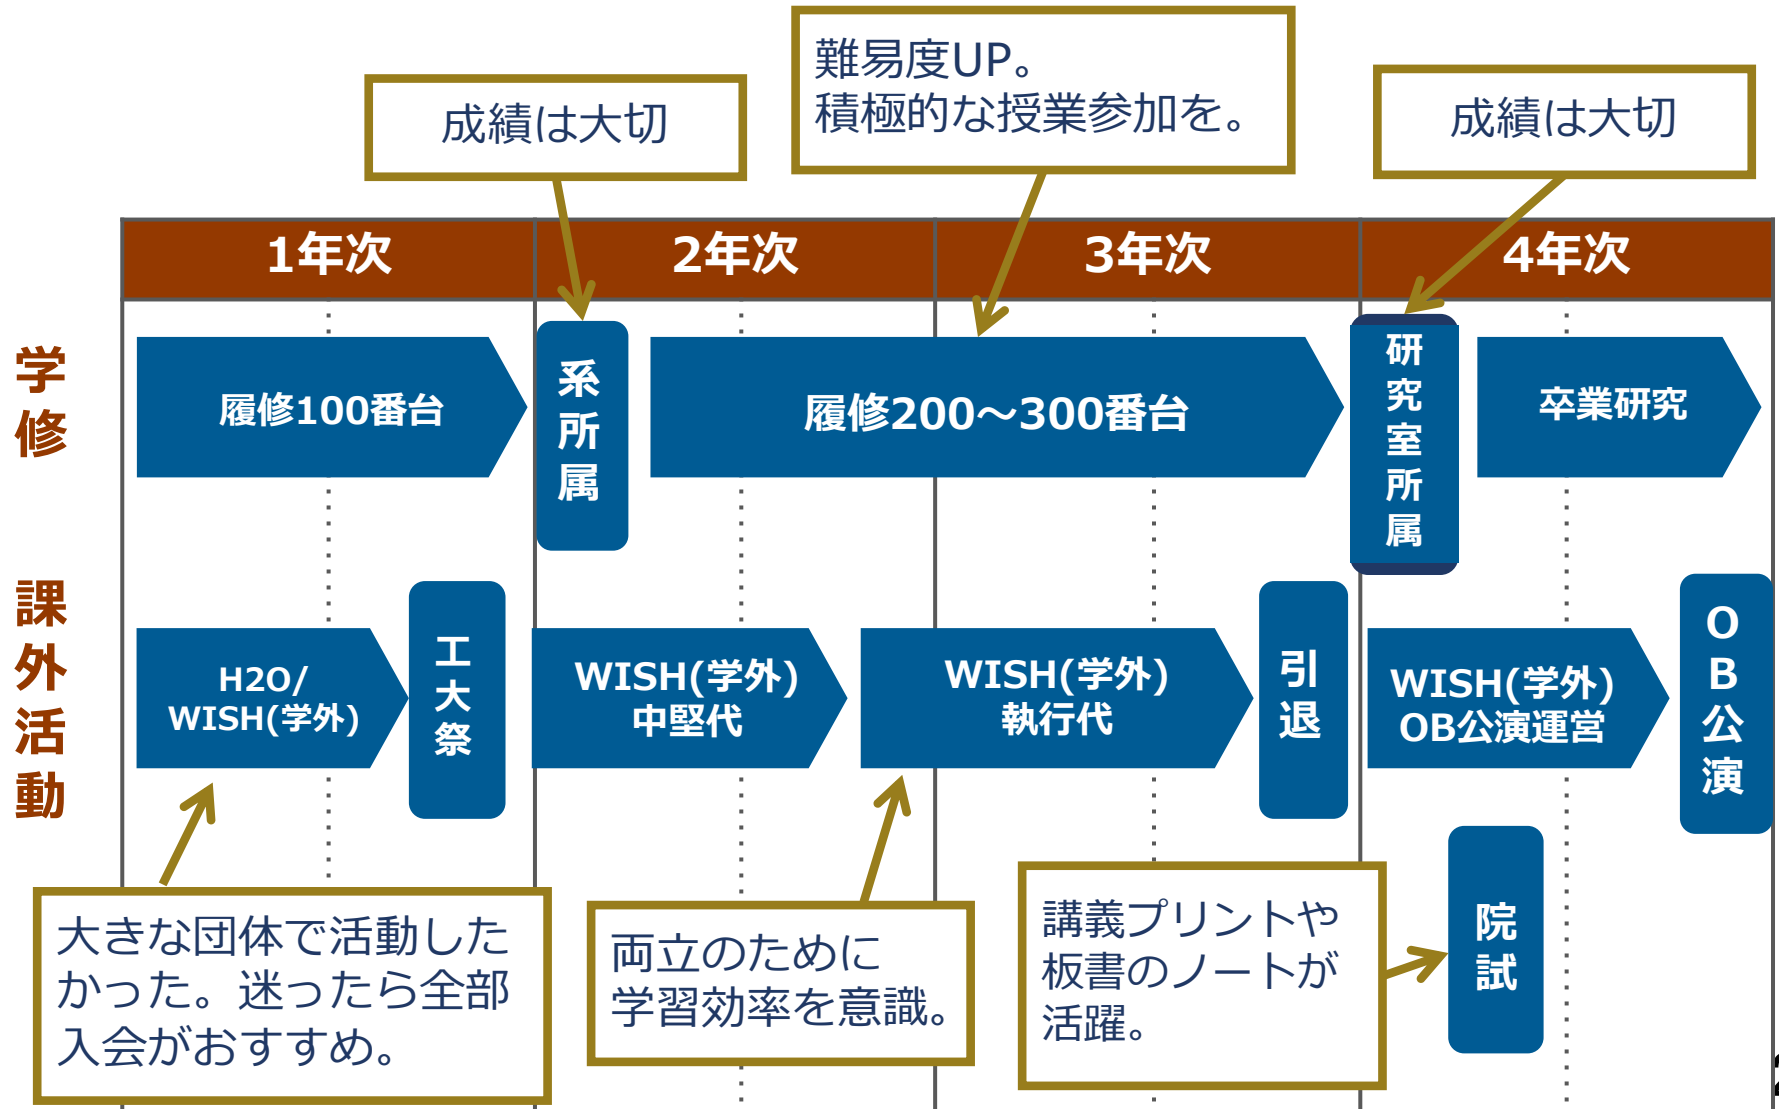 難易度UP。
積極的な授業参加を。
成績は大切
成績は大切
1年次
2年次
3年次
4年次
学修
履修100番台
系所属
履修200～300番台
研究室所属
卒業研究
課外活動
H2O/
WISH(学外)
工大祭
WISH(学外)
中堅代
WISH(学外)
執行代
引退
WISH(学外)
OB公演運営
OB公演
大きな団体で活動した
かった。迷ったら全部
入会がおすすめ。
両立のために
学習効率を意識。
講義プリントや
板書のノートが
活躍。
院試